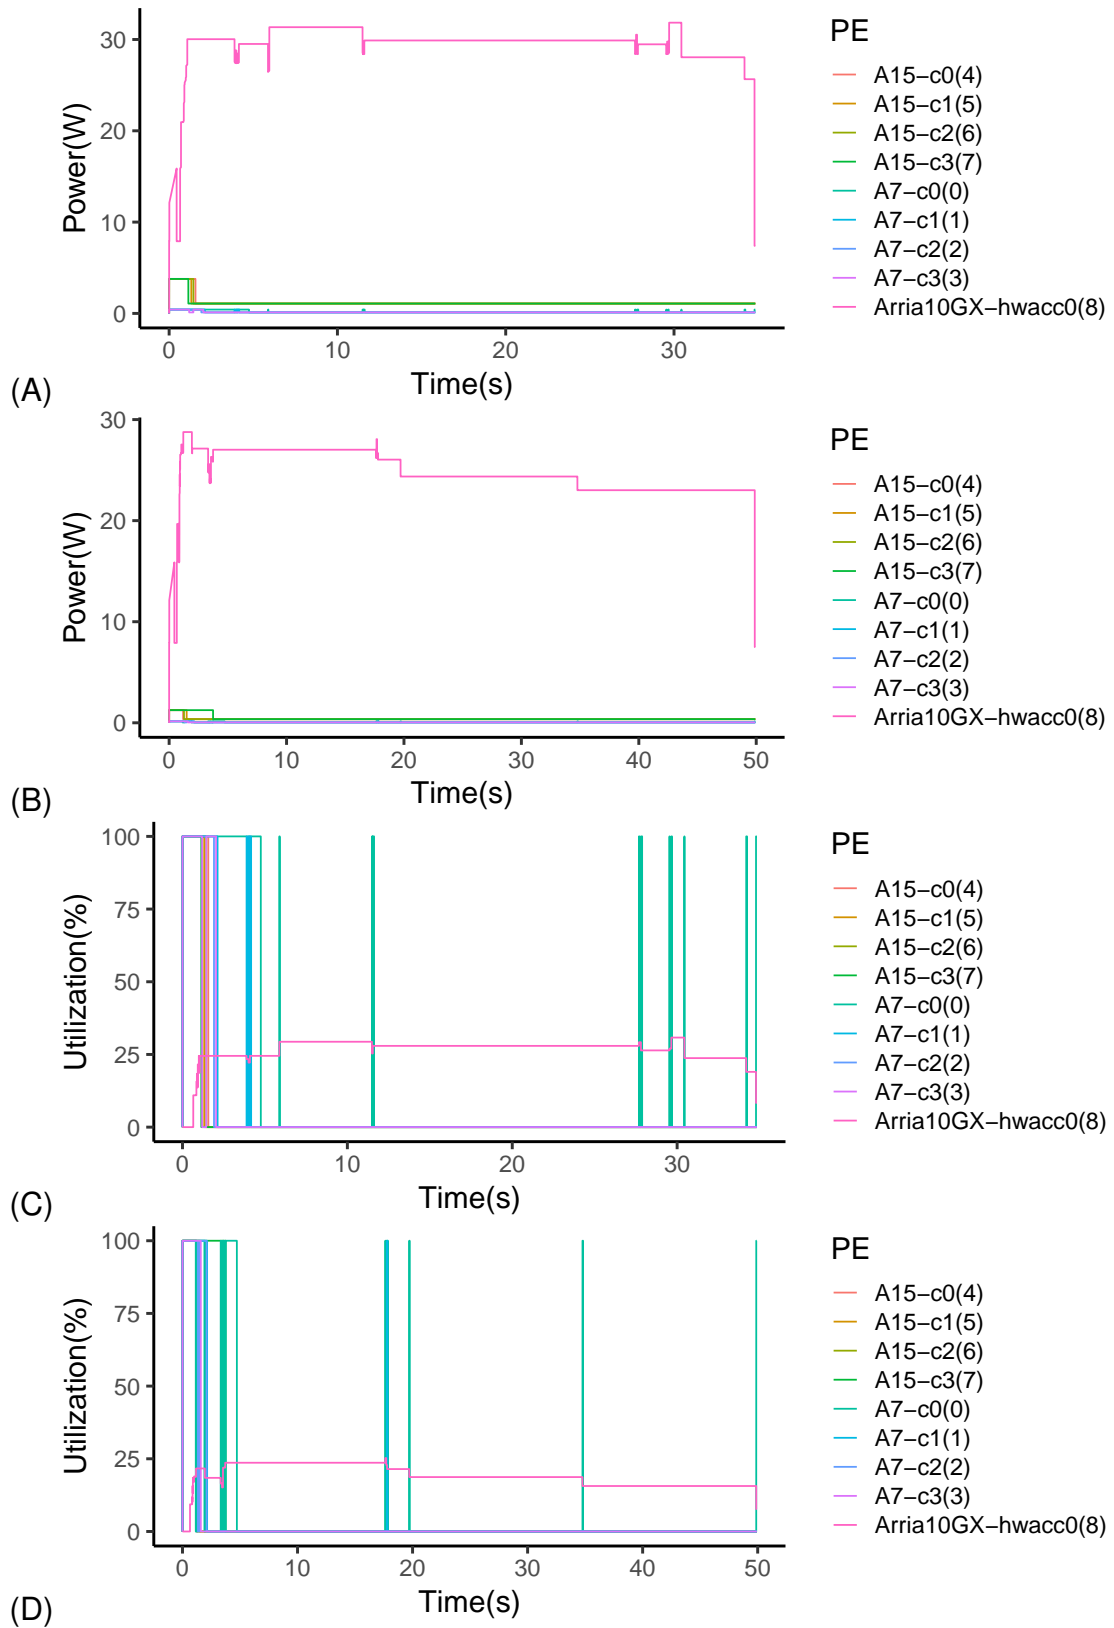 30
20
10
0
Power(W)
0
10
20
30
Time(s)
(A)
PE
A15−c0(4)
A15−c1(5)
A15−c2(6)
A15−c3(7)
A7−c0(0)
A7−c1(1)
A7−c2(2)
A7−c3(3)
Arria10GX−hwacc0(8)
30
20
10
0
Power(W)
0
10
20
30
40
50
Time(s)
(B)
PE
A15−c0(4)
A15−c1(5)
A15−c2(6)
A15−c3(7)
A7−c0(0)
A7−c1(1)
A7−c2(2)
A7−c3(3)
Arria10GX−hwacc0(8)
100
75
50
25
0
Utilization(%)
0
10
20
30
Time(s)
(C)
PE
A15−c0(4)
A15−c1(5)
A15−c2(6)
A15−c3(7)
A7−c0(0)
A7−c1(1)
A7−c2(2)
A7−c3(3)
Arria10GX−hwacc0(8)
100
75
50
25
0
Utilization(%)
0
10
20
30
40
50
Time(s)
(D)
PE
A15−c0(4)
A15−c1(5)
A15−c2(6)
A15−c3(7)
A7−c0(0)
A7−c1(1)
A7−c2(2)
A7−c3(3)
Arria10GX−hwacc0(8)